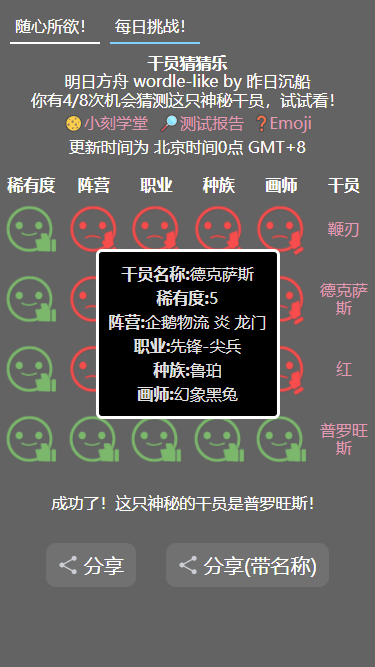 随心所欲！ 每日挑战！
干员猜猜乐
明日方舟 wordle-like by 昨日沉船
你有4/8次机会猜测这只神秘干员，试试看！
小刻学堂 测试报告 ❓Emoji
更新时间为 北京时间0点 GMT+8
稀有度 阵营 职业 种族 画师 干员
鞭刃
干员名称:德克萨斯
稀有度:5
阵营:企鹅物流 炎 龙门
职业:先锋-尖兵
种族:鲁珀
画师:幻象黑兔
德克萨
斯
红
普罗旺
斯
成功了！这只神秘的干员是普罗旺斯！
分享 分享(带名称)